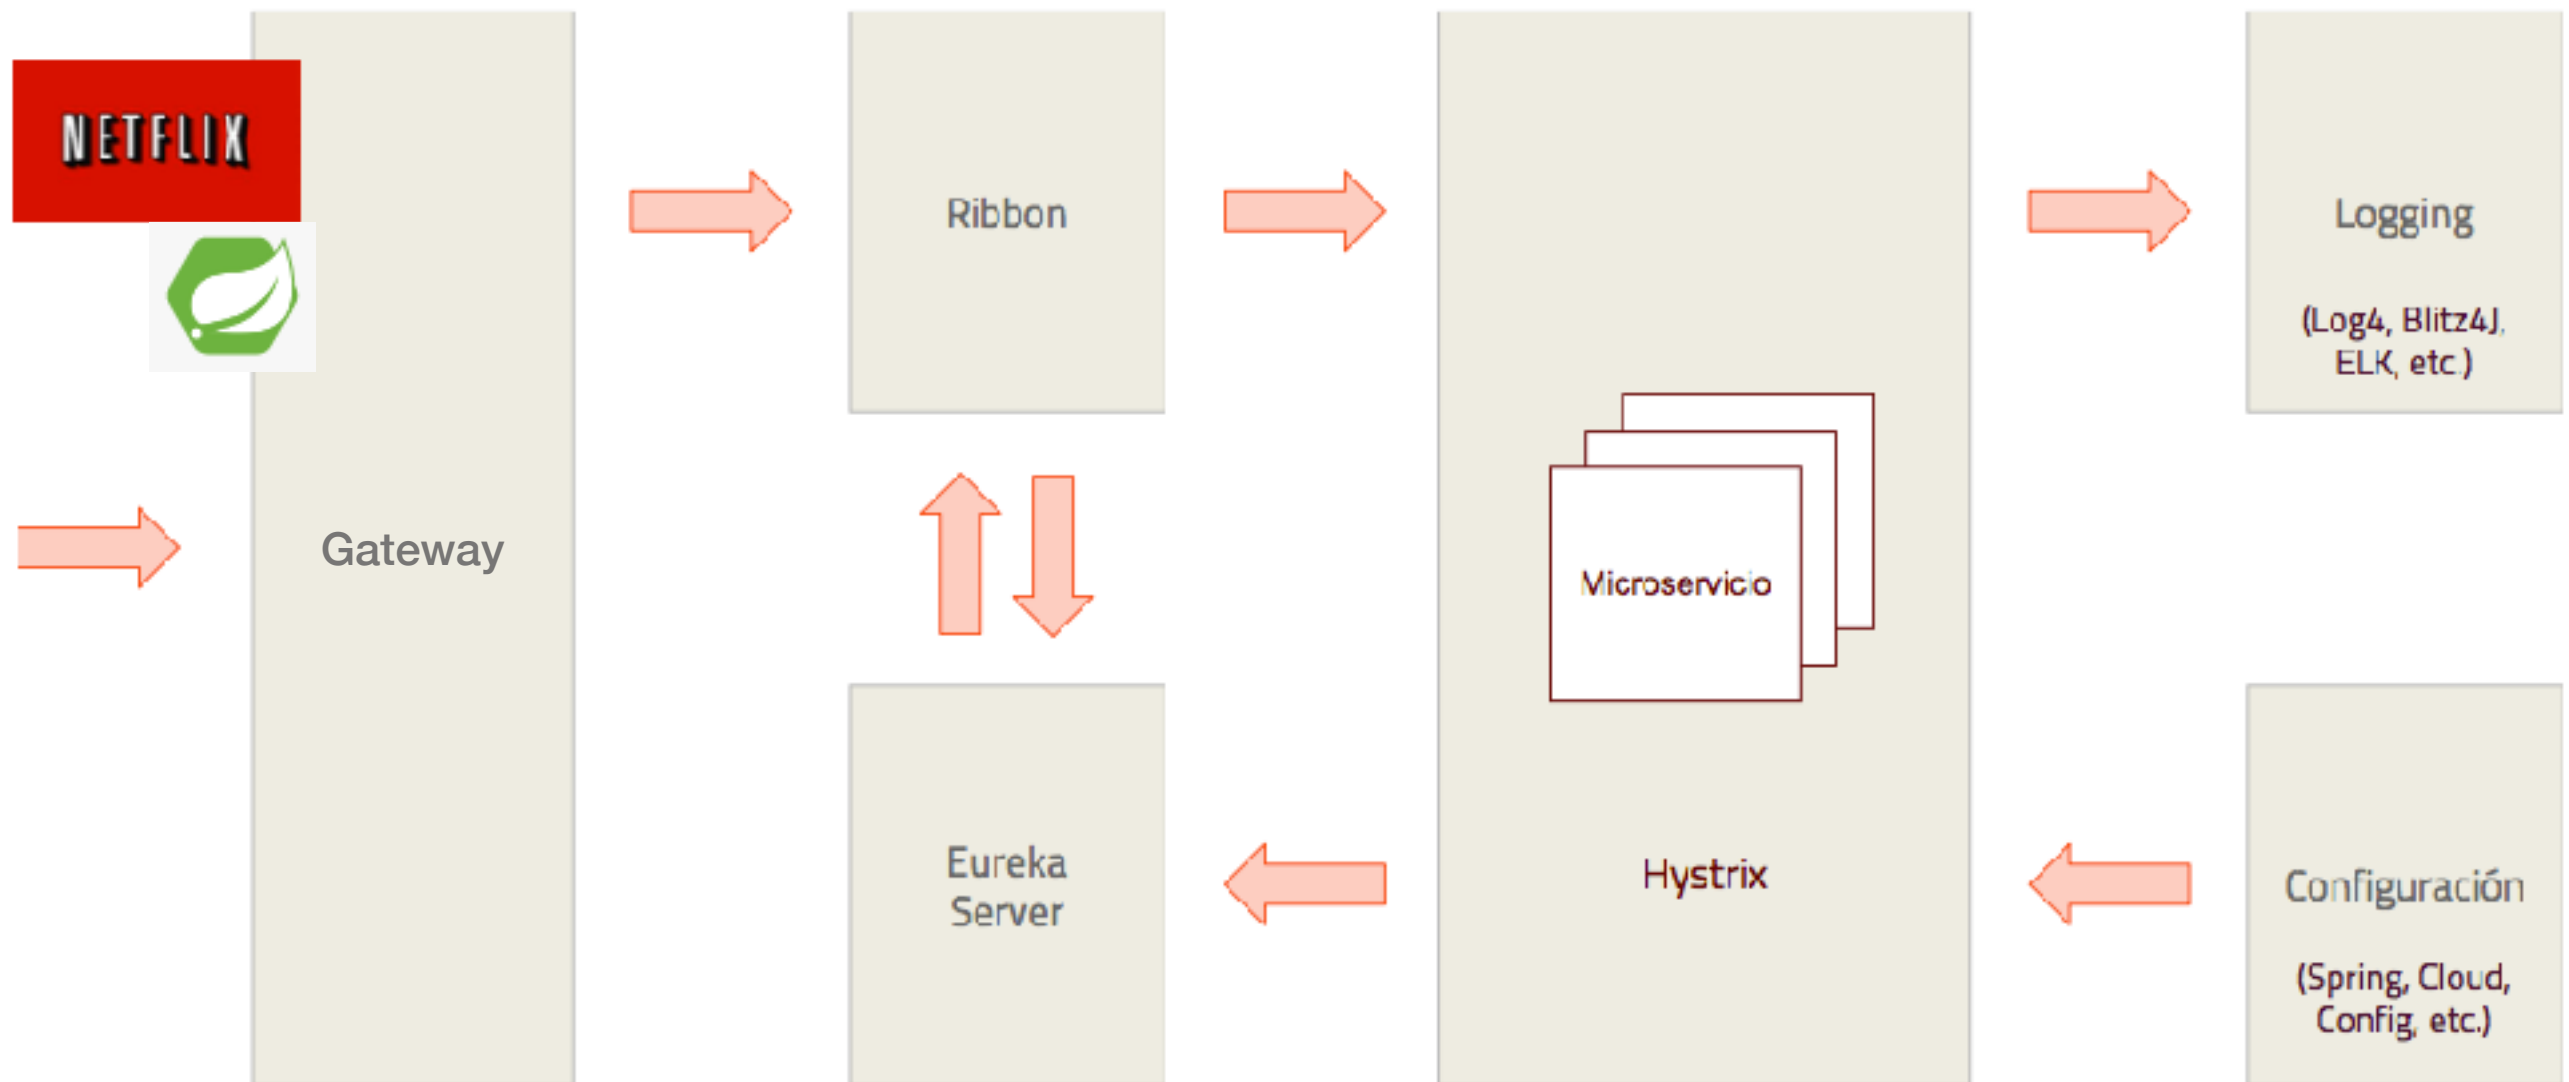 NETFLIX
Gateway
Ribbon
Eureka
Server
Microservicio
Hystrix
Logging
(Log4, Blitz4J,
ELK, etc.)
Configuración
(Spring, Cloud,
Config, etc.)